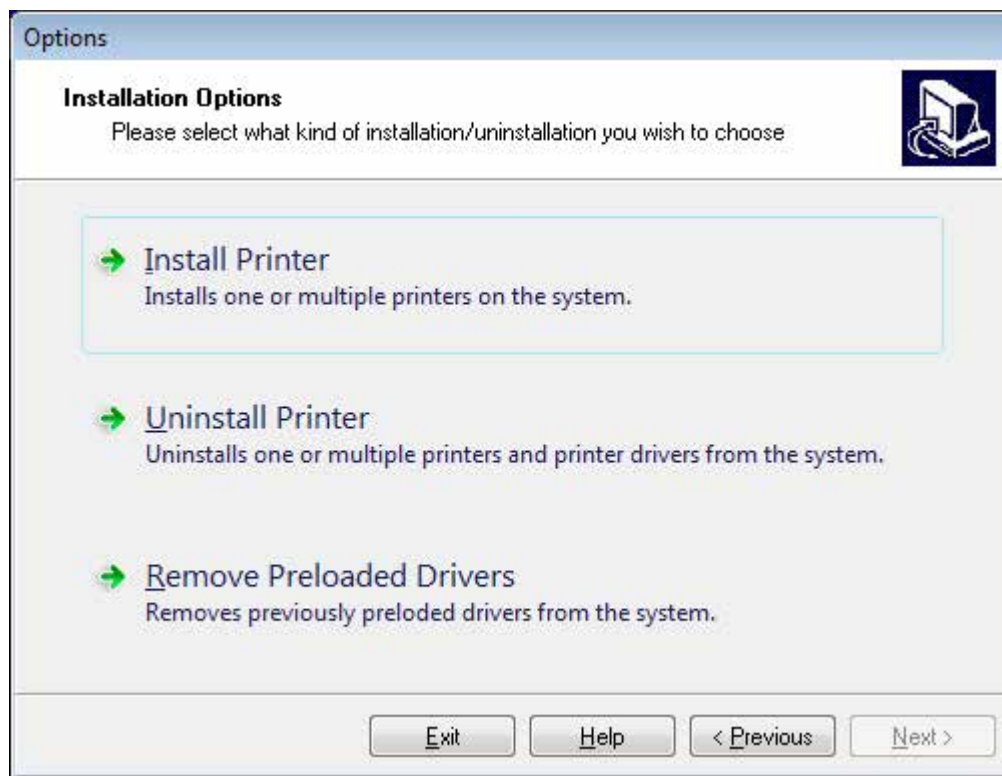 Options
Installation Options
Please select what kind of installation/uninstallation you wish to choose
Install Printer
Installs one or multiple printers on the system.
Uninstall Printer
Uninstalls one or multiple printers and printer drivers from the system.
Remove Preloaded Drivers
Removes previously preloded drivers from the system.
Exit Help < Previous Next >